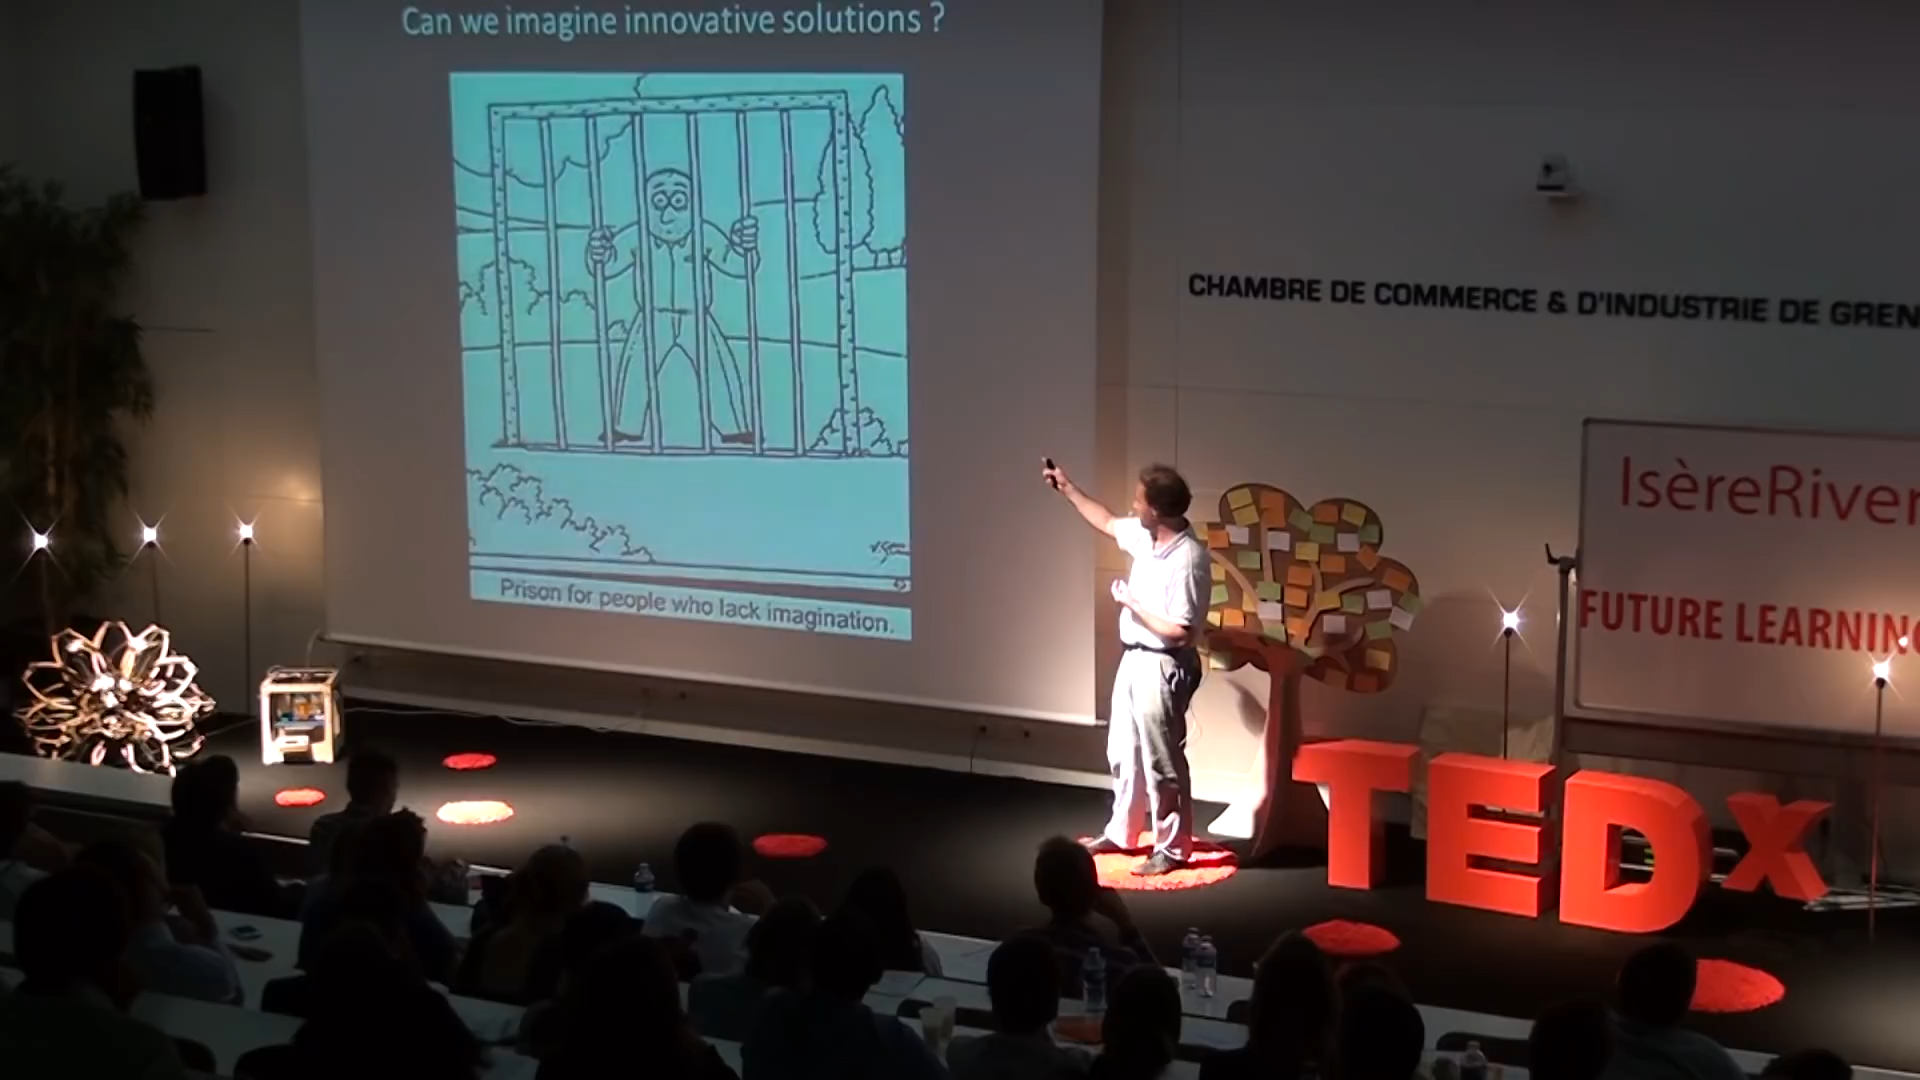 Can we imagine innovative solutions ?
Prison for people who lack imagination.
CHAMBRE DE COMMERCE & D'INDUSTRIE DE GREN
IsèreRiver
FUTURE LEARNING
TEDx